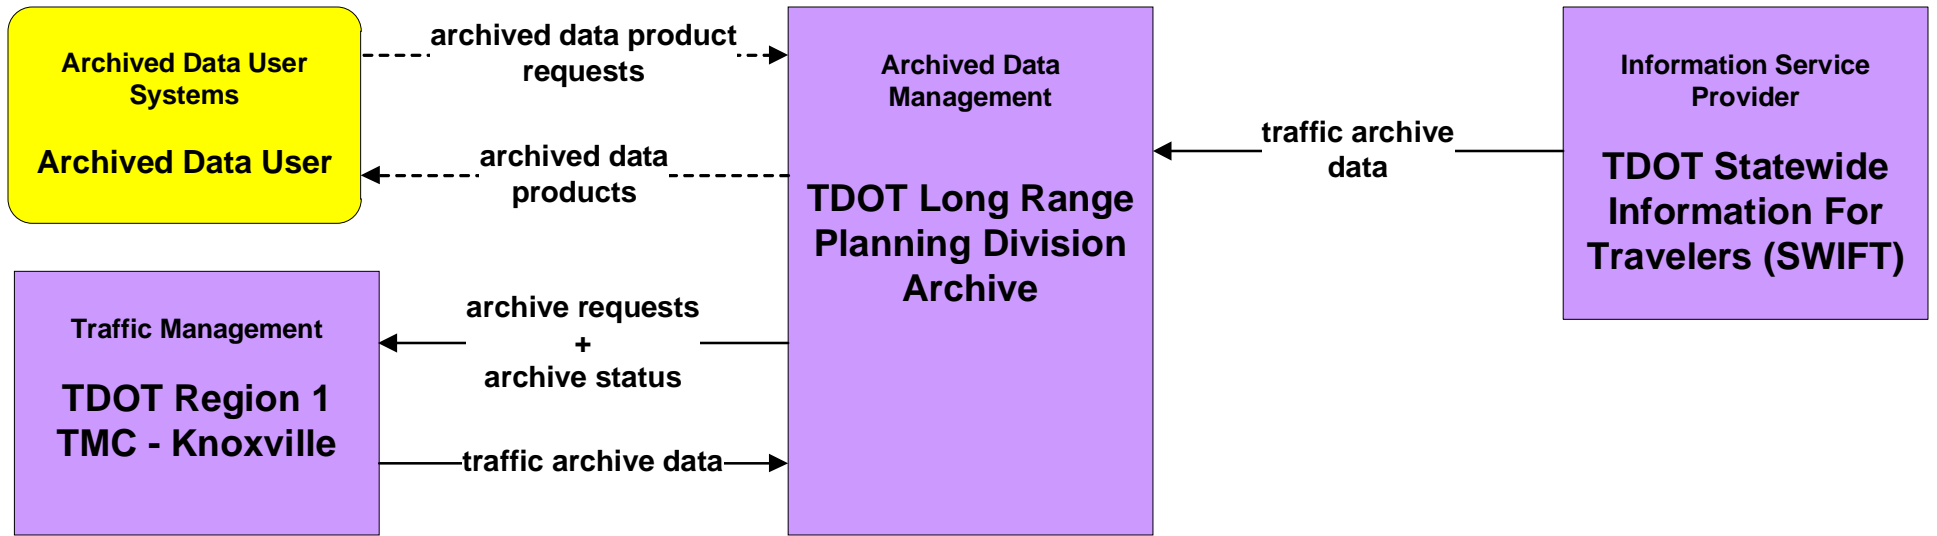 Archived Data User
Systems
Archived Data User
archived data product
requests
archived data
products
Traffic Management
TDOT Region 1
TMC - Knoxville
archive requests
+
archive status
traffic archive data
Archived Data
Management
TDOT Long Range
Planning Division
Archive
traffic archive
data
Information Service
Provider
TDOT Statewide
Information For
Travelers (SWIFT)